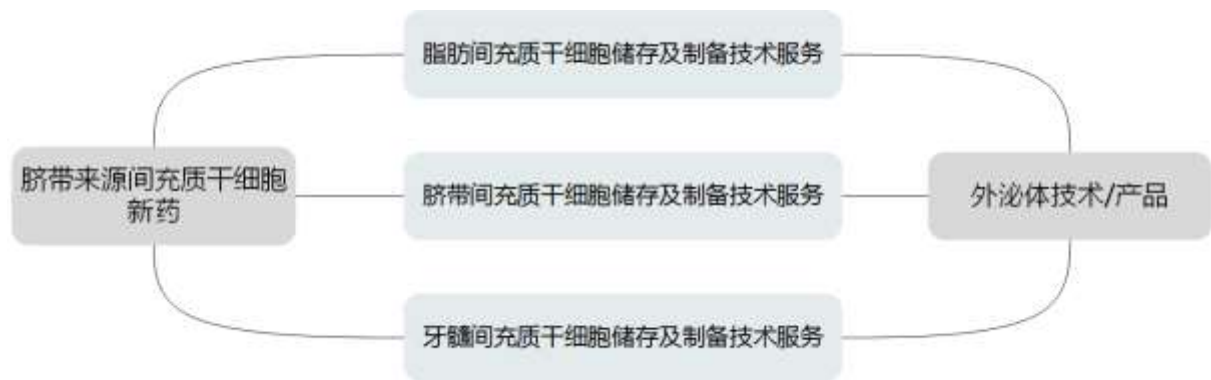 脂肪间充质干细胞储存及制备技术服务
脐带来源间充质干细胞
新药
脐带间充质干细胞储存及制备技术服务
外泌体技术/产品
牙髓间充质干细胞储存及制备技术服务